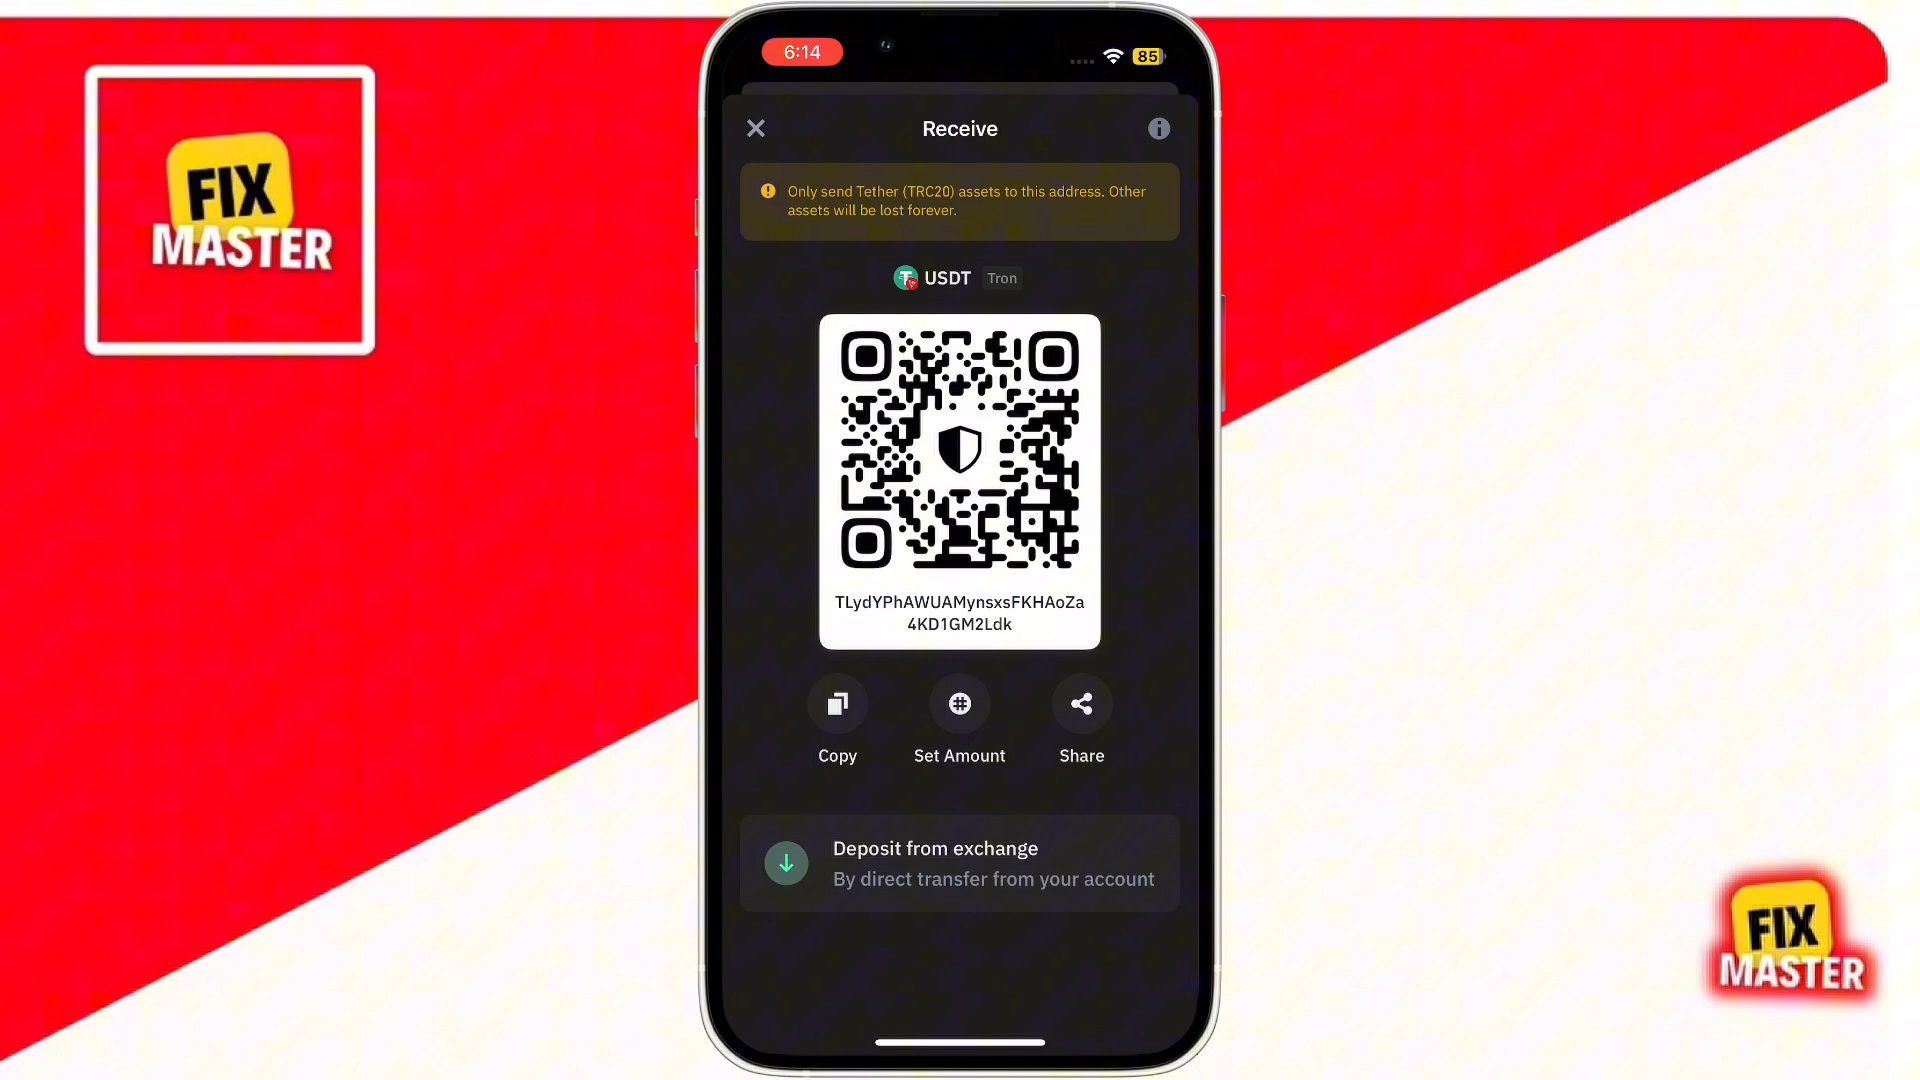 FIX
MASTER
6:14
85
Receive
Only send Tether (TRC20) assets to this address. Other
assets will be lost forever.
USDT Tron
TLydYPhAWUAMynsxsFKHAoZa
4KD1GM2Ldk
Copy
Set Amount
Share
Deposit from exchange
By direct transfer from your account
FIX
MASTER